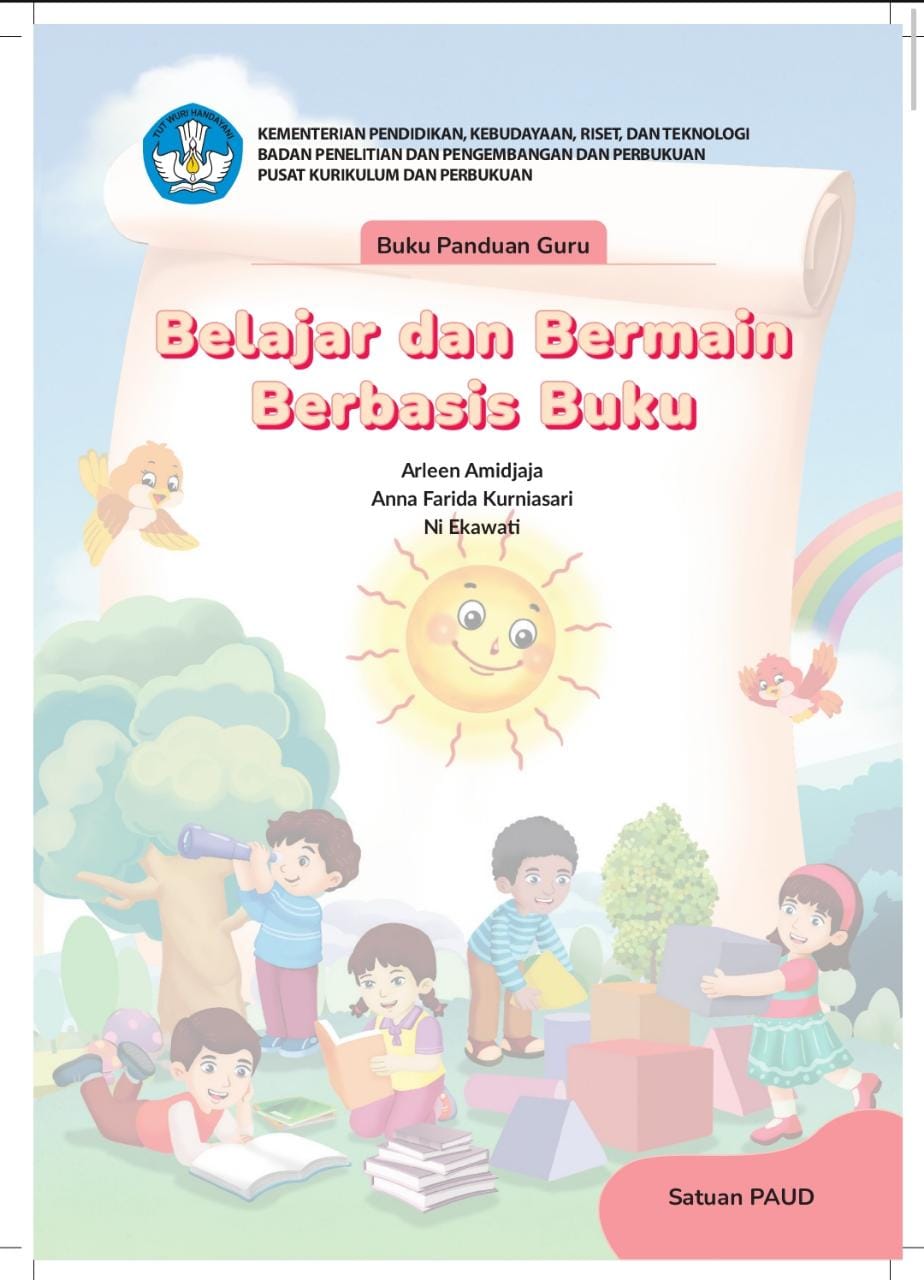 TUT WURI HANDAYANI
KEMENTERIAN PENDIDIKAN, KEBUDAYAAN, RISET, DAN TEKNOLOGI
BADAN PENELITIAN DAN PENGEMBANGAN DAN PERBUKUAN
PUSAT KURIKULUM DAN PERBUKUAN
Buku Panduan Guru
Belajar dan Bermain
Berbasis Buku
Arleen Amidjaja
Anna Farida Kurniasari
Ni Ekawati
Satuan PAUD